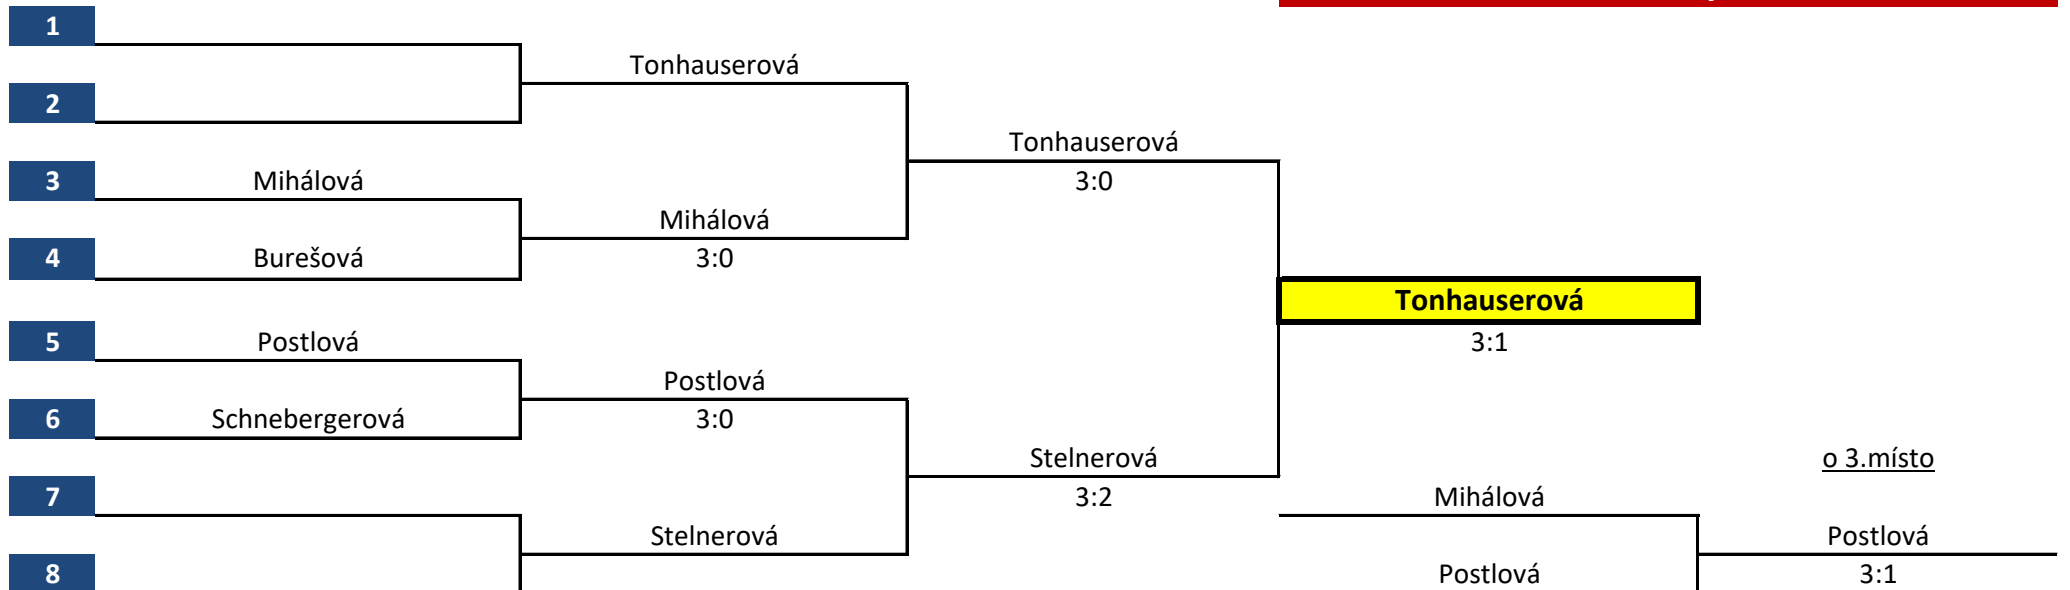 1
Tonhauserová
2
Tonhauserová
3 Mihálová 3:0
Mihálová
4 Burešová 3:0
Tonhauserová
5 Postlová 3:1
Postlová
6 Schnebergerová 3:0
Stelnerová o 3.místo
7 3:2 Mihálová
Stelnerová Postlová
8 Postlová 3:1